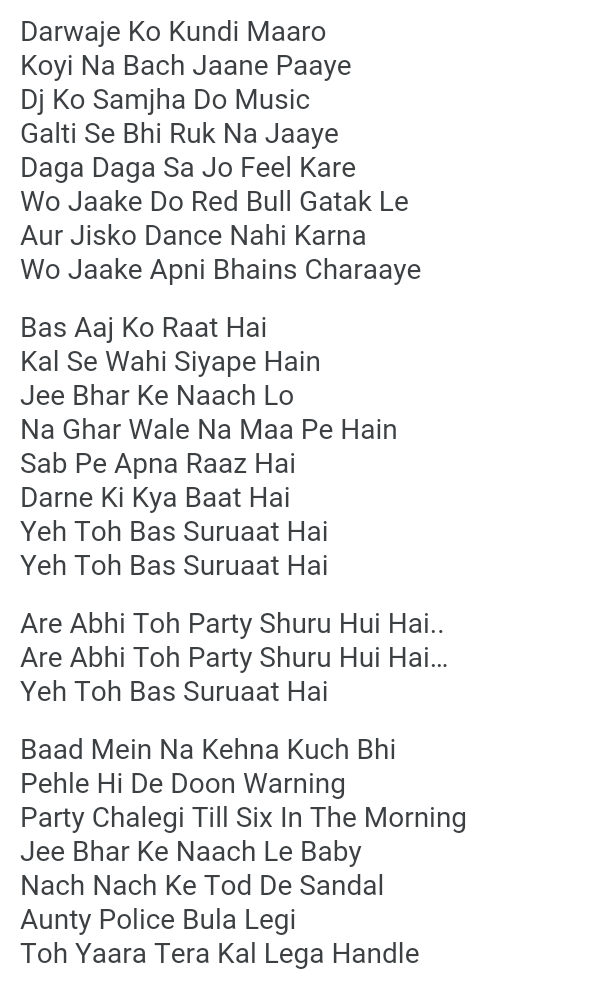 Darwaje Ko Kundi Maaro
Koyi Na Bach Jaane Paaye
Dj Ko Samjha Do Music
Galti Se Bhi Ruk Na Jaaye
Daga Daga Sa Jo Feel Kare
Wo Jaake Do Red Bull Gatak Le
Aur Jisko Dance Nahi Karna
Wo Jaake Apni Bhains Charaaye

Bas Aaj Ko Raat Hai
Kal Se Wahi Siyape Hain
Jee Bhar Ke Naach Lo
Na Ghar Wale Na Maa Pe Hain
Sab Pe Apna Raaz Hai
Darne Ki Kya Baat Hai
Yeh Toh Bas Suruaat Hai
Yeh Toh Bas Suruaat Hai

Are Abhi Toh Party Shuru Hui Hai..
Are Abhi Toh Party Shuru Hui Hai...
Yeh Toh Bas Suruaat Hai

Baad Mein Na Kehna Kuch Bhi
Pehle Hi De Doon Warning
Party Chalegi Till Six In The Morning
Jee Bhar Ke Naach Le Baby
Nach Nach Ke Tod De Sandal
Aunty Police Bula Legi
Toh Yaara Tera Kal Lega Handle